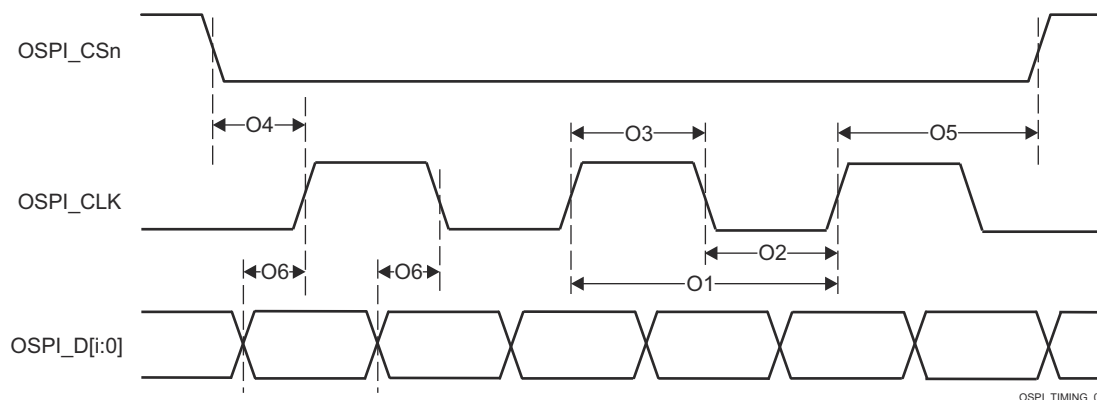 OSPI_CSn
O4
O3
O5
OSPI_CLK
O2
O6
O6
O1
OSPI_D[i:0]